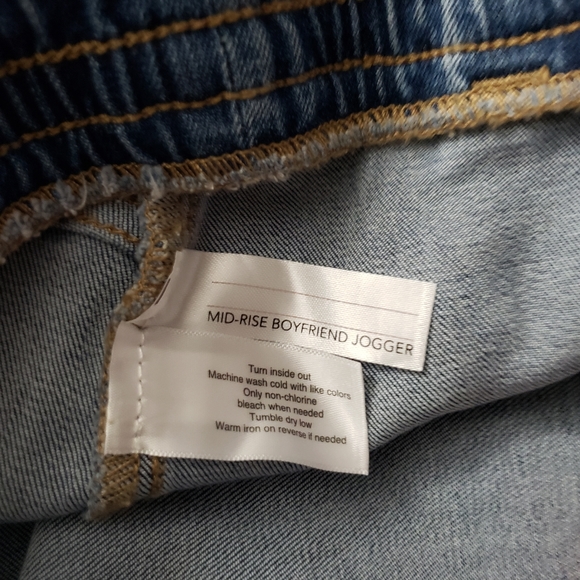 MID-RISE BOYFRIEND JOGGER
Turn inside out
Machine wash cold with like colors
Only non-chlorine
bleach when needed
Tumble dry low
Warm iron on reverse if needed